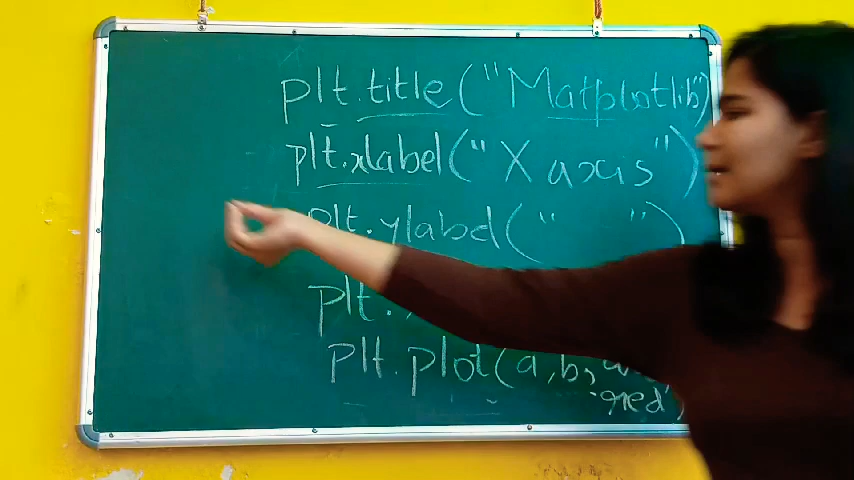 plt.title("Matplotlib")
plt.xlabel("X axis")
plt.ylabel(" ")
plt.
plt.plot(a,b,
red')